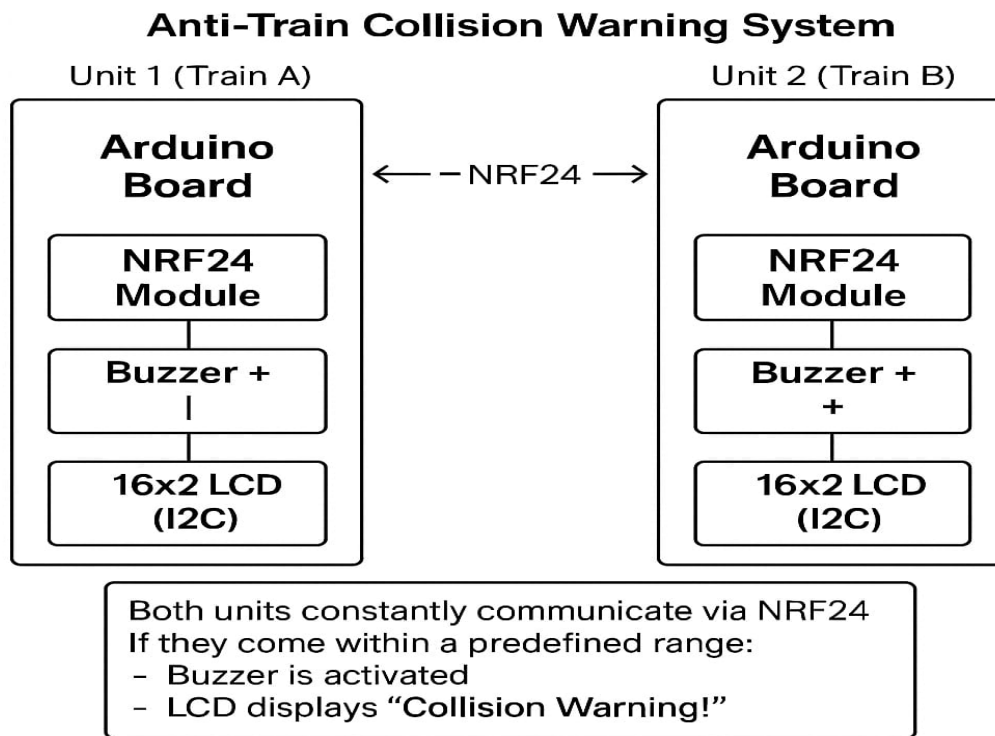 Anti-Train Collision Warning System
Unit 1 (Train A)
Arduino
Board
NRF24
Module
Buzzer +
|
16x2 LCD
(I2C)
NRF24
Unit 2 (Train B)
Arduino
Board
NRF24
Module
Buzzer +
+
16x2 LCD
(I2C)
Both units constantly communicate via NRF24
If they come within a predefined range:
- Buzzer is activated
- LCD displays “Collision Warning!”